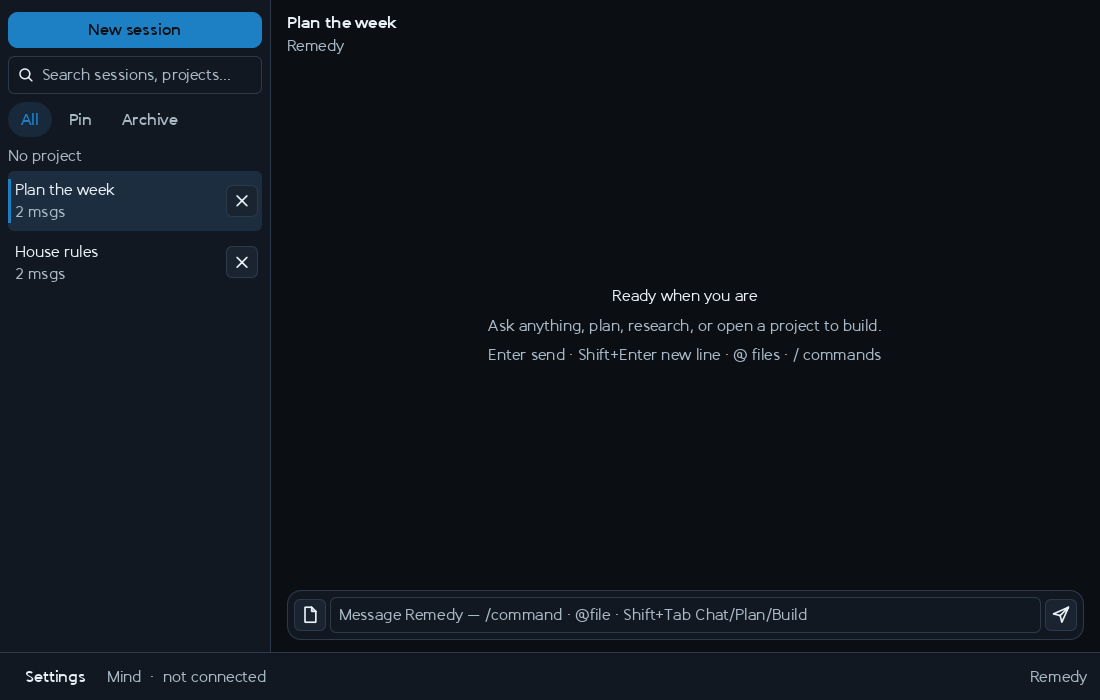 New session
Search sessions, projects...
All
Pin
Archive
No project
Plan the week
2 msgs
House rules
2 msgs
Plan the week
Remedy
Ready when you are
Ask anything, plan, research, or open a project to build.
Enter send · Shift+Enter new line · @ files · / commands
Message Remedy — /command · @file · Shift+Tab Chat/Plan/Build
Settings
Mind · not connected
Remedy